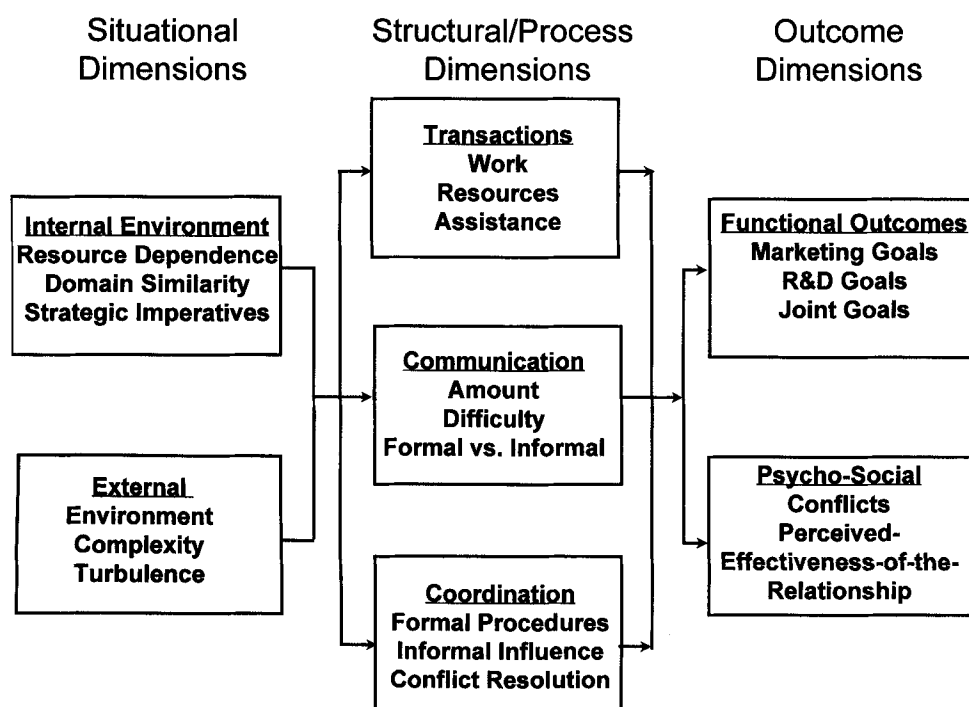 Situational
Dimensions
Structural/Process
Dimensions
Outcome
Dimensions
Internal Environment
Resource Dependence
Domain Similarity
Strategic Imperatives
External
Environment
Complexity
Turbulence
Transactions
Work
Resources
Assistance
Communication
Amount
Difficulty
Formal vs. Informal
Coordination
Formal Procedures
Informal Influence
Conflict Resolution
Functional Outcomes
Marketing Goals
R&D Goals
Joint Goals
Psycho-Social
Conflicts
Perceived-
Effectiveness-of-the-
Relationship